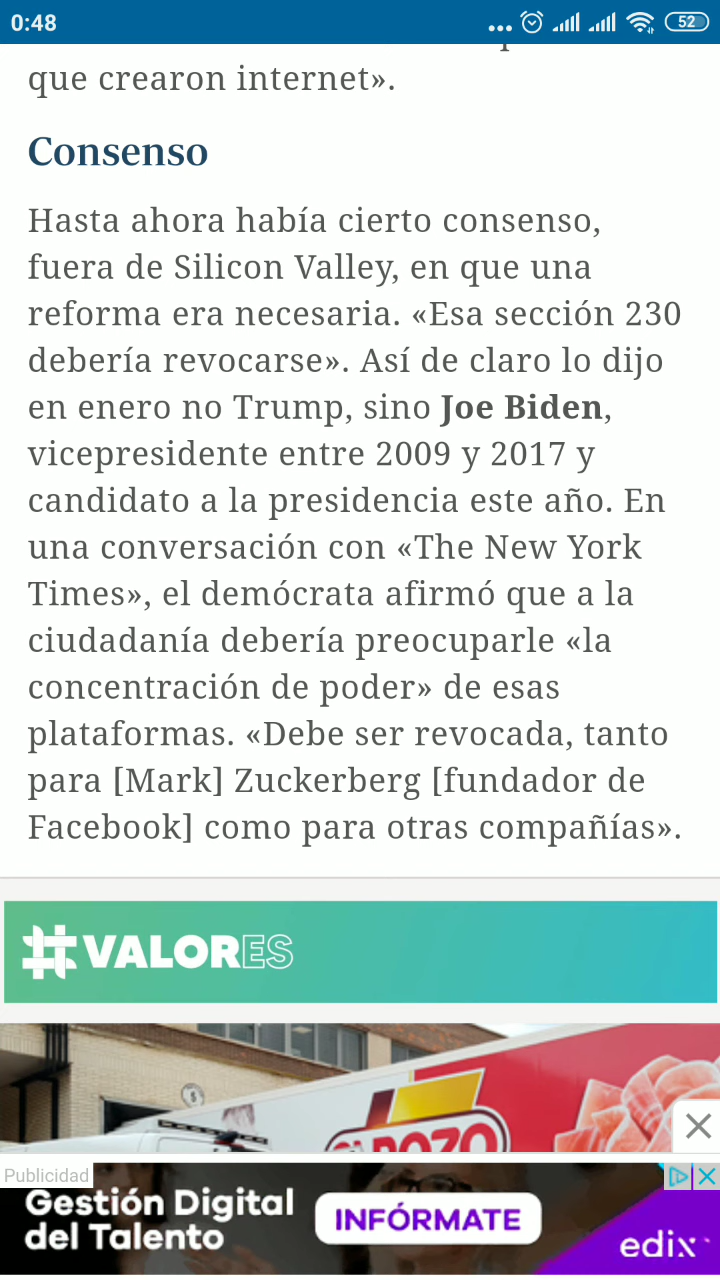 0:48
52
que crearon internet».
Consenso
Hasta ahora había cierto consenso,
fuera de Silicon Valley, en que una
reforma era necesaria. «Esa sección 230
debería revocarse». Así de claro lo dijo
en enero no Trump, sino Joe Biden,
vicepresidente entre 2009 y 2017 y
candidato a la presidencia este año. En
una conversación con «The New York
Times», el demócrata afirmó que a la
ciudadanía debería preocuparle «la
concentración de poder» de esas
plataformas. «Debe ser revocada, tanto
para [Mark] Zuckerberg [fundador de
Facebook] como para otras compañías».
#VALORES
ELPOZO
Publicidad
Gestión Digital
del Talento
INFÓRMATE
edix